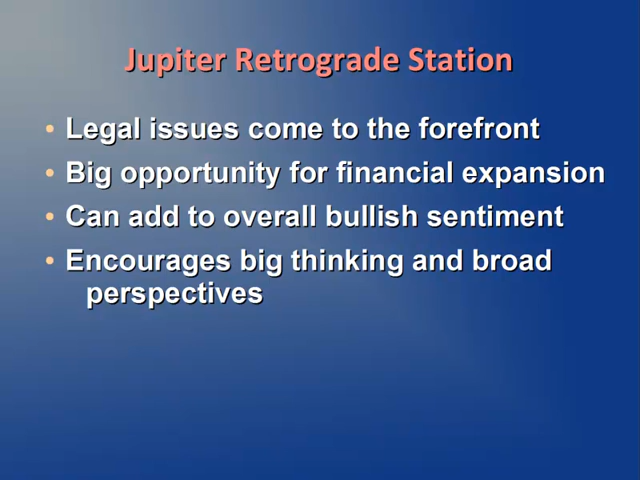 Jupiter Retrograde Station
• Legal issues come to the forefront
• Big opportunity for financial expansion
• Can add to overall bullish sentiment
• Encourages big thinking and broad
perspectives